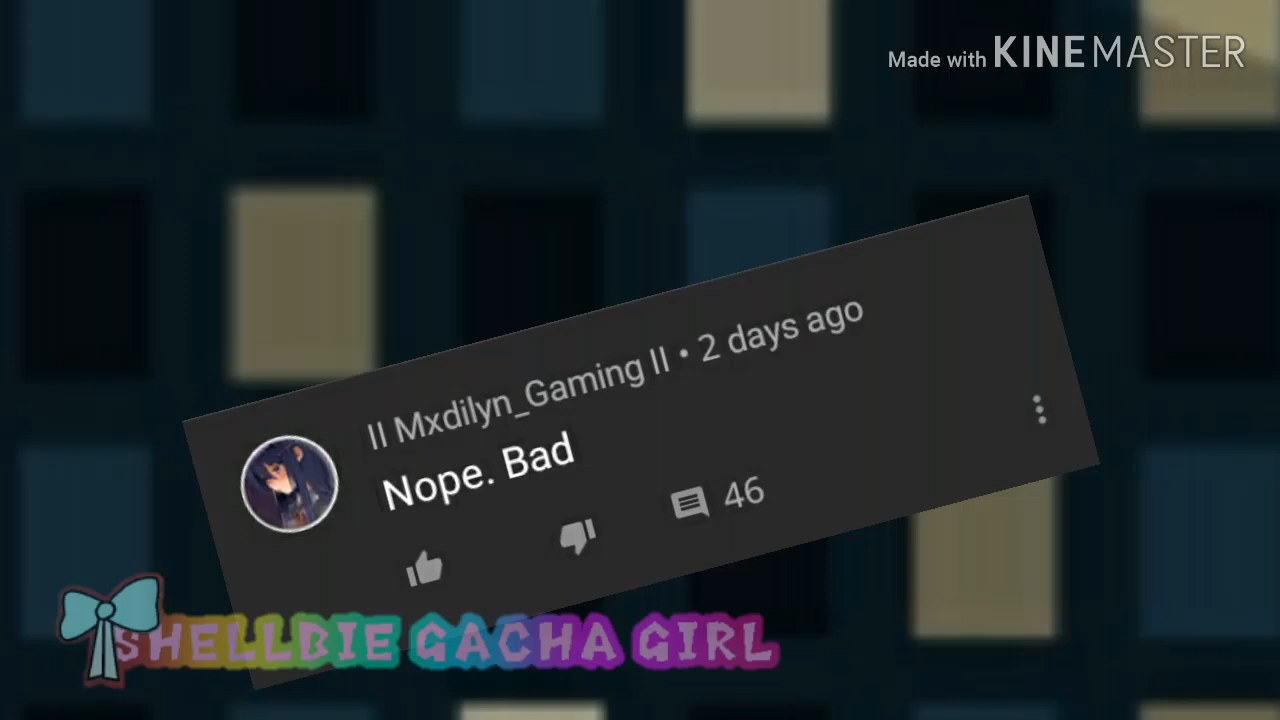 Made with KINEMASTER
II Mxdilyn_Gaming II • 2 days ago
Nope. Bad
46
SHELLBIE GACHA GIRL